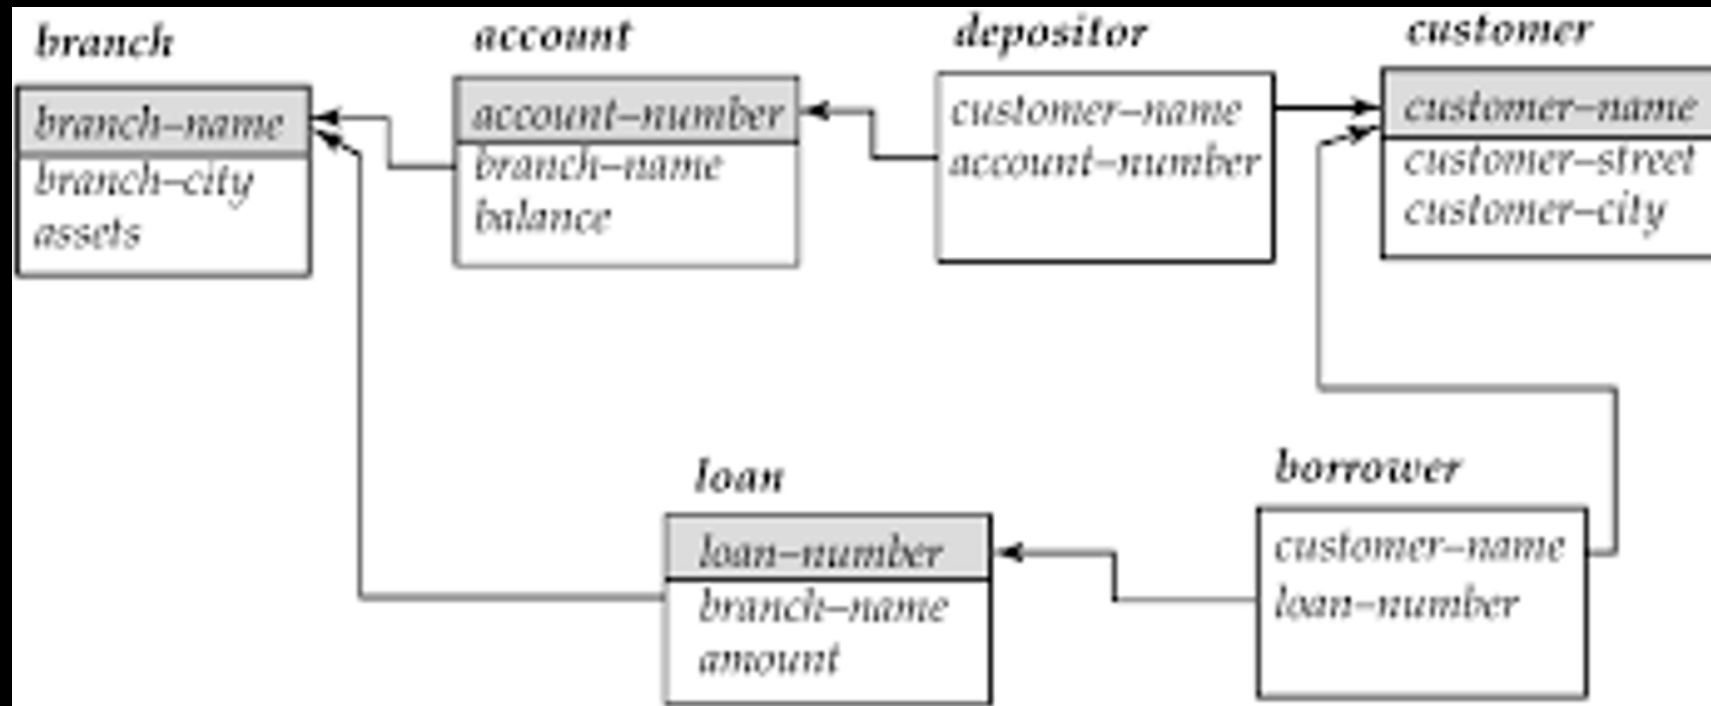 branch
branch–name
branch–city
assets
account
account–number
branch–name
balance
depositor
customer–name
account–number
customer
customer–name
customer–street
customer–city
loan
loan–number
branch–name
amount
borrower
customer–name
loan–number